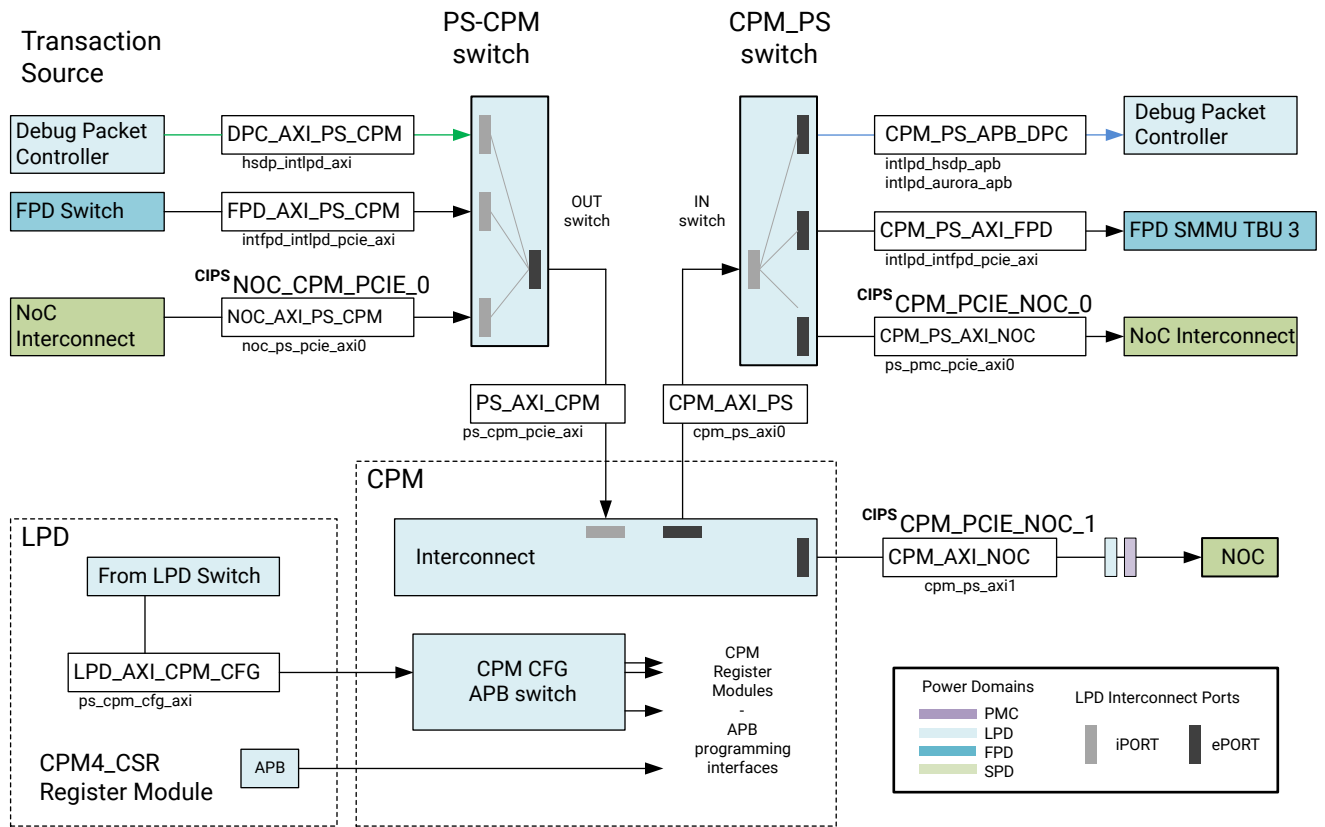 Transaction
Source
PS-CPM
switch
CPM_PS
switch
Debug Packet
Controller
DPC_AXI_PS_CPM
hsdp_intlpd_axi
FPD Switch
FPD_AXI_PS_CPM
intfpd_intlpd_pcie_axi
CIPS NOC_CPM_PCIE_0
NoC
Interconnect
NOC_AXI_PS_CPM
noc_ps_pcie_axi0
OUT
switch
IN
switch
CPM_PS_APB_DPC
intlpd_hsdp_apb
intlpd_aurora_apb
Debug Packet
Controller
CPM_PS_AXI_FPD
intlpd_intfpd_pcie_axi
FPD SMMU TBU 3
CIPS CPM_PCIE_NOC_0
CPM_PS_AXI_NOC
ps_pmc_pcie_axi0
NoC Interconnect
PS_AXI_CPM
ps_cpm_pcie_axi
CPM_AXI_PS
cpm_ps_axi0
CPM
Interconnect
CIPS CPM_PCIE_NOC_1
CPM_AXI_NOC
cpm_ps_axi1
NOC
LPD
From LPD Switch
LPD_AXI_CPM_CFG
ps_cpm_cfg_axi
CPM CFG
APB switch
CPM
Register
Modules
-
APB
programming
interfaces
CPM4_CSR
Register Module
APB
Power Domains
PMC
LPD
FPD
SPD
LPD Interconnect Ports
iPORT
ePORT